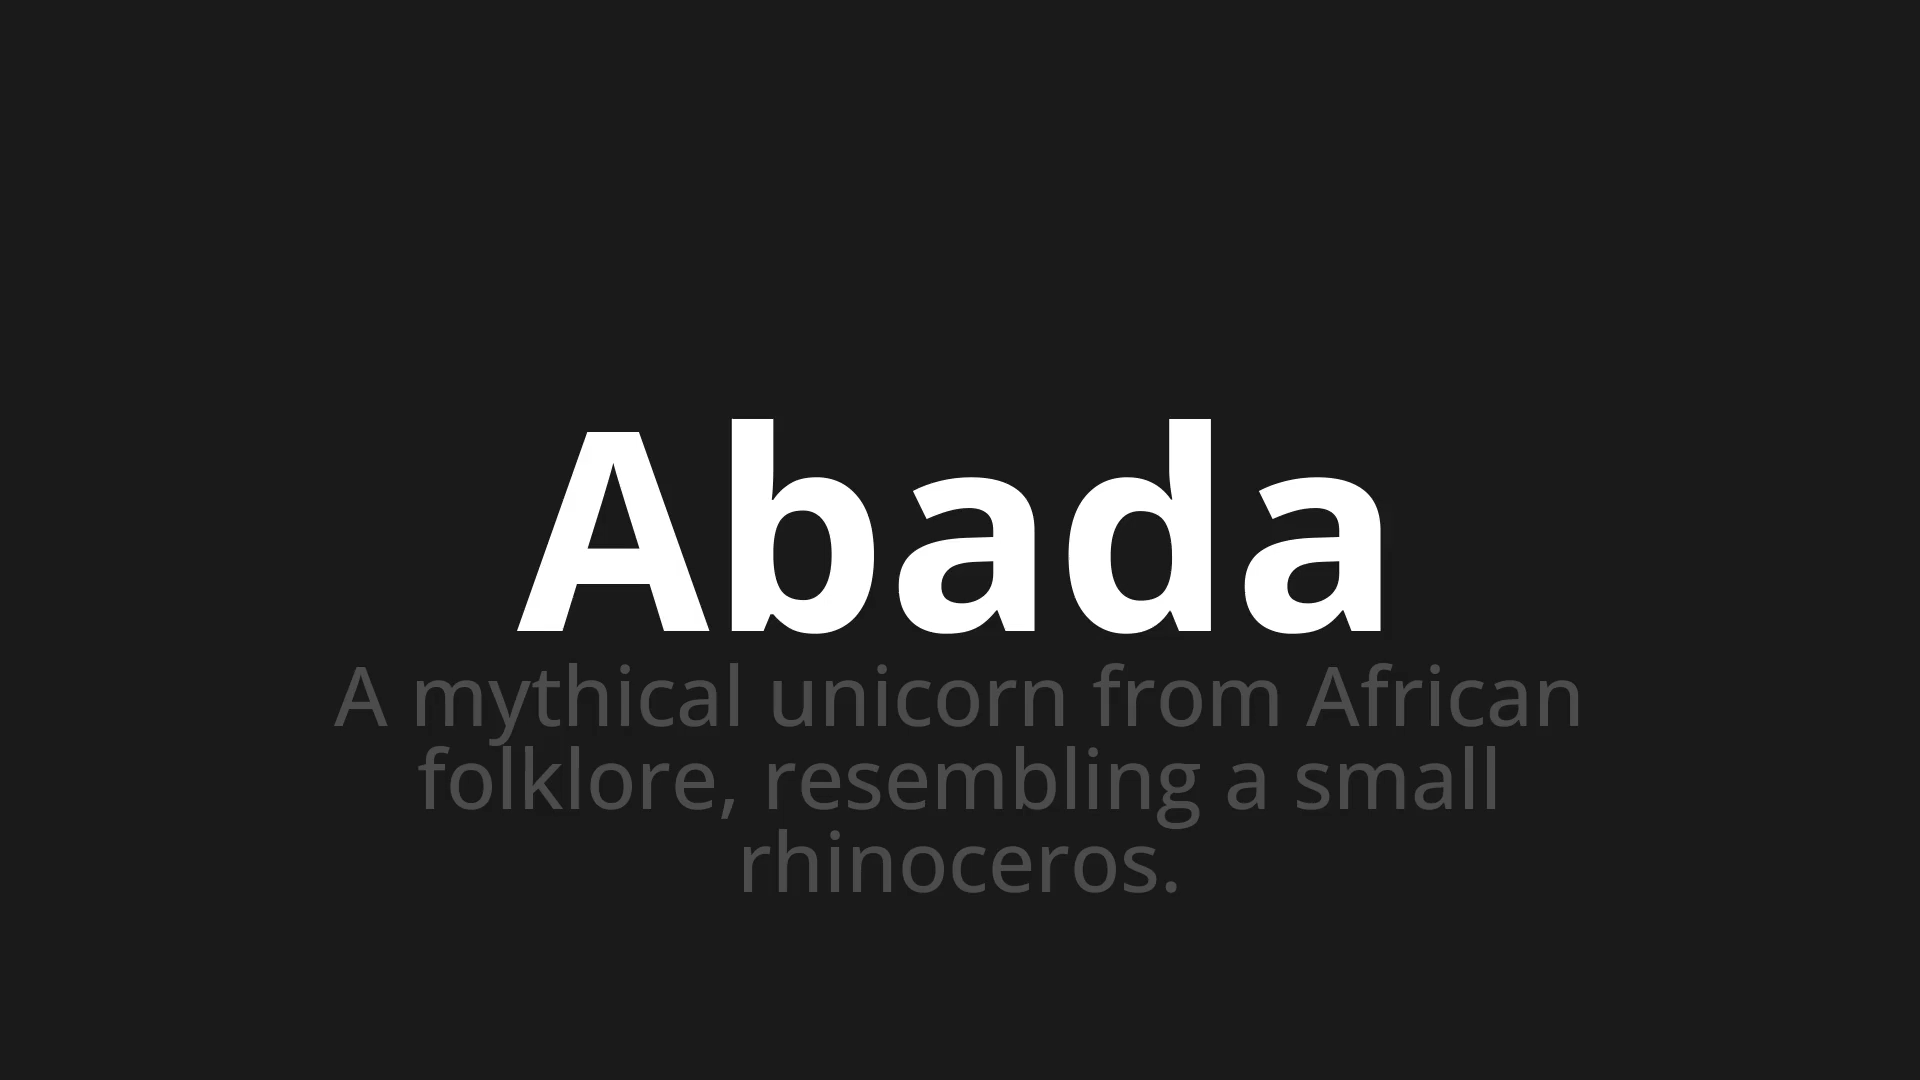 Abada
A mythical unicorn from African
folklore, resembling a small
rhinoceros.